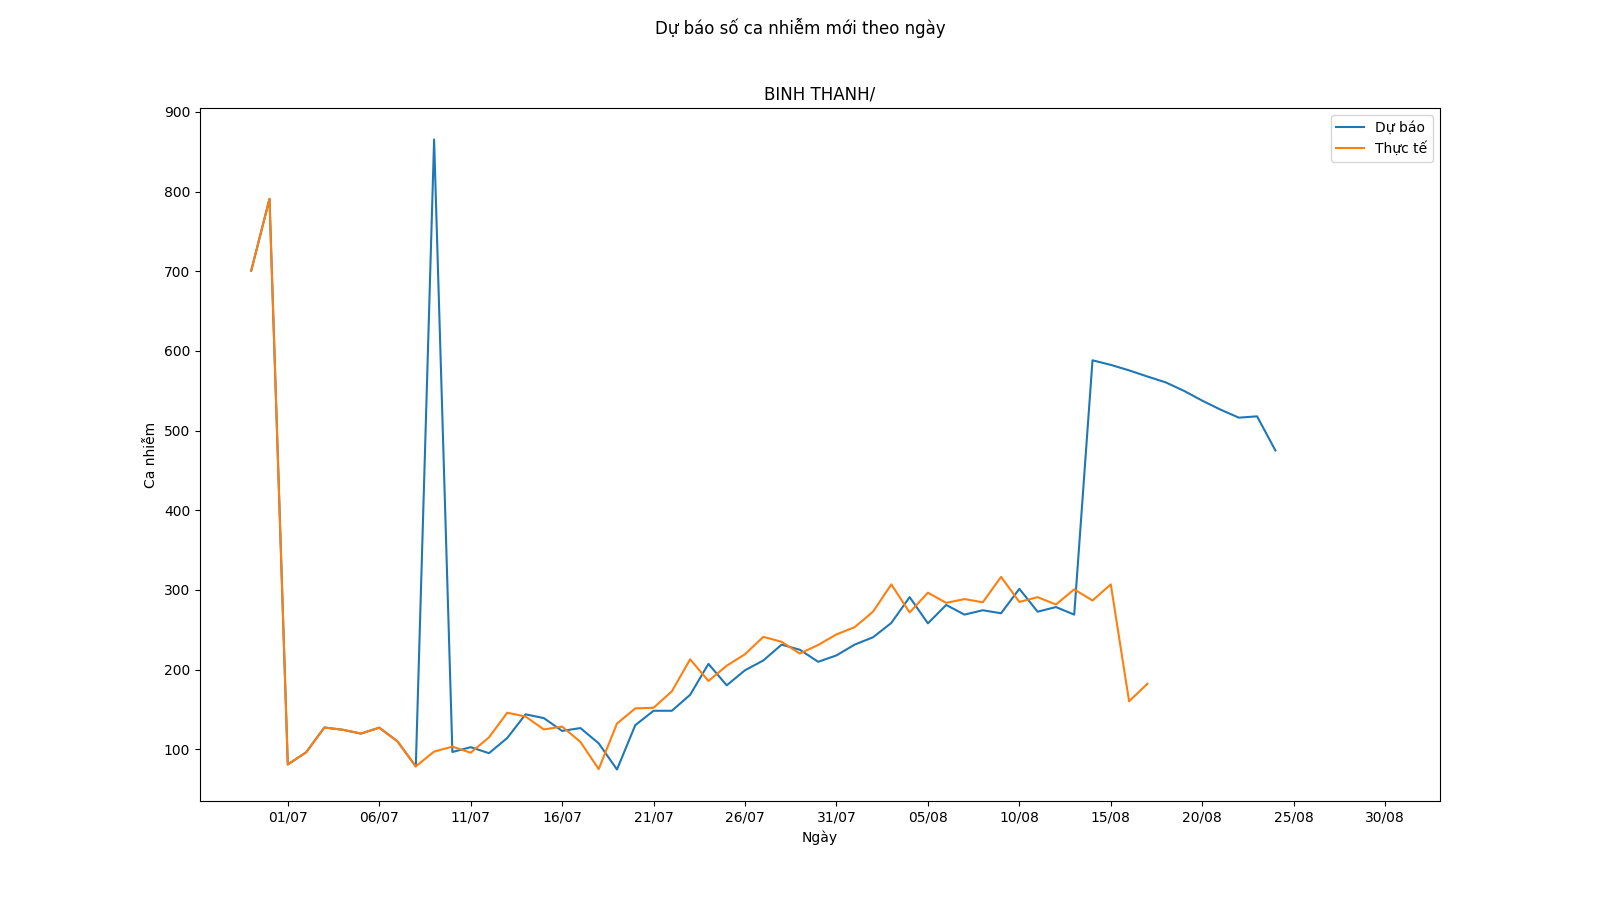 Dự báo số ca nhiễm mới theo ngày
BINH THANH/
900
800
700
600
500
400
300
200
100
Ca nhiễm
Dự báo
Thực tế
01/07 06/07 11/07 16/07 21/07 26/07 31/07 05/08 10/08 15/08 20/08 25/08 30/08
Ngày